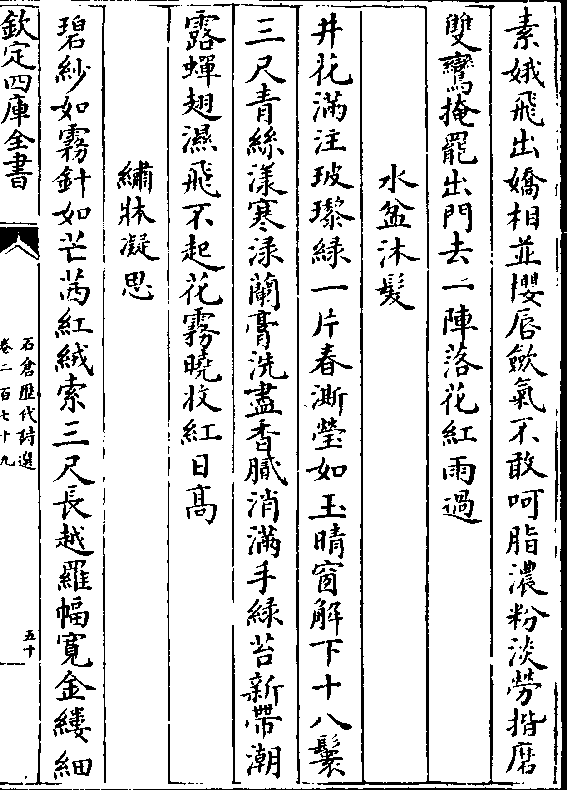 素娥飛出嬌相並櫻唇歛氣不敢呵脂濃粉淡勞揩磨
雙鸞掩罷出門去一陣落花紅雨過
水盆沐髮
井花滿注玻瓈緑一片春澌瑩如玉晴窗解下十八鬟
三尺青絲漾寒渌蘭膏洗盡香膩消滿手緑苔新帶潮
露蟬翅濕飛不起花霧曉妝紅日高
繡牀凝思
碧紗如霧針如芒茜紅絨索三尺長越羅幅寬金縷細
欽定四庫全書
石倉歷代詩選
卷二百七十九
五十